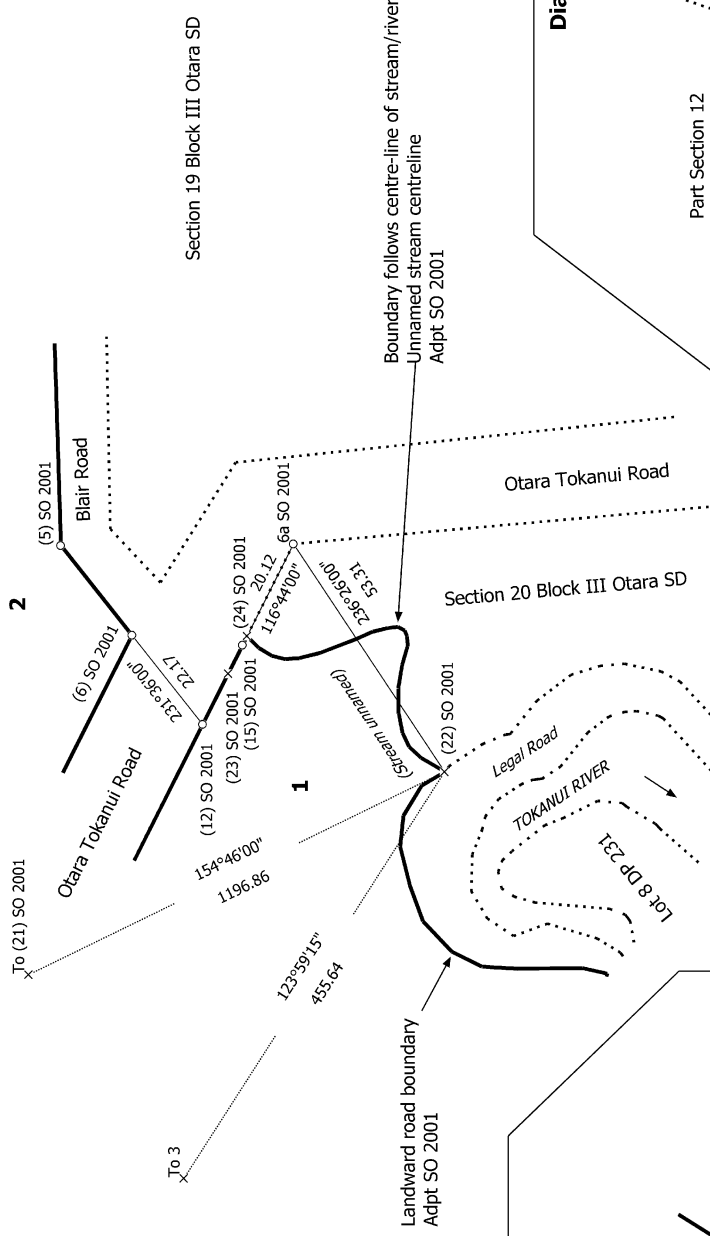 Section 19 Block III Otara SD
Dia
Part Section 12
Boundary follows centre-line of stream/river
Unnamed stream centreline
Adpt SO 2001
(5) SO 2001
Blair Road
2
(6) SO 2001
231°36'00"
22.17
6a SO 2001
(24) SO 2001
20.12
116°44'00"
Otara Tokanui Road
236°26'00"
53.31
Section 20 Block III Otara SD
(12) SO 2001
(23) SO 2001
(15) SO 2001
1
(Stream unnamed)
(22) SO 2001
Legal Road
TOKANUI RIVER
Lot 8 DP 231
Otara Tokanui Road
To (21) SO 2001
154°46'00"
1196.86
123°59'15"
455.64
To 3
Landward road boundary
Adpt SO 2001